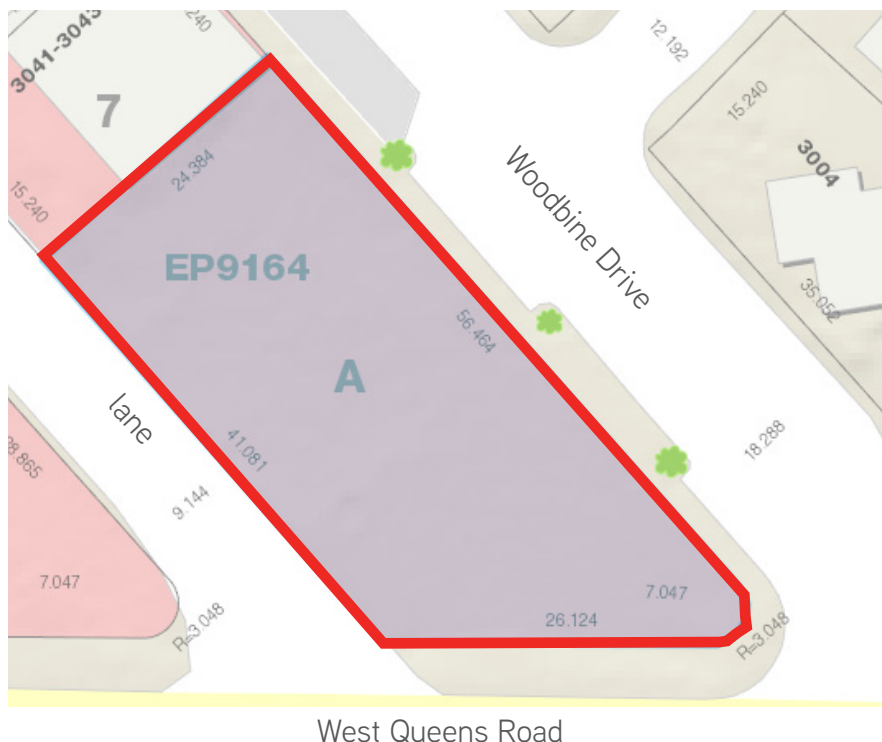 3041-3043
240
12.192
7
15.240
24.384
Woodbine Drive
3004
15.240
EP9164
56.464
35.052
A
lane
41.081
18.288
28.865
9.144
7.047
7.047
26.124
R=3.048
R=3.048
West Queens Road